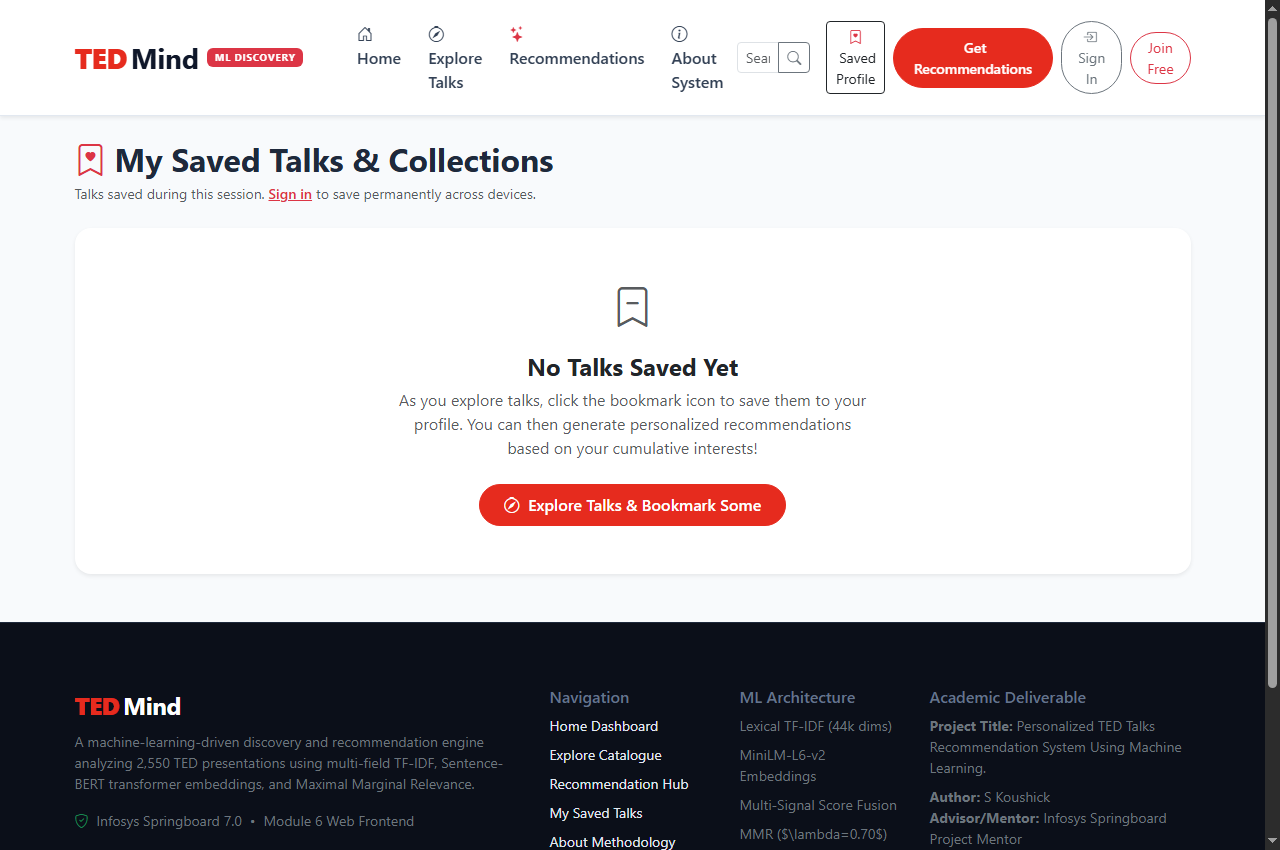 TED Mind ML DISCOVERY
Home
Explore Talks
Recommendations
About System
Sear
Saved Profile
Get Recommendations
Sign In
Join Free
My Saved Talks & Collections
Talks saved during this session. Sign in to save permanently across devices.
No Talks Saved Yet
As you explore talks, click the bookmark icon to save them to your
profile. You can then generate personalized recommendations
based on your cumulative interests!
Explore Talks & Bookmark Some
TED Mind
A machine-learning-driven discovery and recommendation engine
analyzing 2,550 TED presentations using multi-field TF-IDF, Sentence-
BERT transformer embeddings, and Maximal Marginal Relevance.
Infosys Springboard 7.0 • Module 6 Web Frontend
Navigation
Home Dashboard
Explore Catalogue
Recommendation Hub
My Saved Talks
About Methodology
ML Architecture
Lexical TF-IDF (44k dims)
MiniLM-L6-v2
Embeddings
Multi-Signal Score Fusion
MMR ($\lambda=0.70$)
Academic Deliverable
Project Title: Personalized TED Talks
Recommendation System Using Machine
Learning.
Author: S Koushick
Advisor/Mentor: Infosys Springboard
Project Mentor